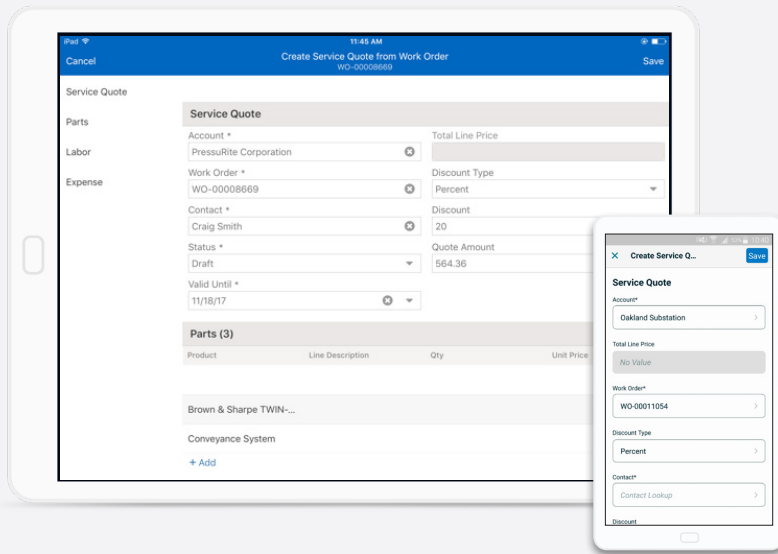 iPad 11:45 AM
Cancel Create Service Quote from Work Order Save
WO-00008669
Service Quote
Parts
Labor
Expense
Service Quote
Account * Total Line Price
PressuRite Corporation
Work Order * Discount Type
WO-00008669 Percent
Contact * Discount
Craig Smith 20
Status * Quote Amount
Draft 564.36
Valid Until *
11/18/17
Parts (3)
Product Line Description Qty Unit Price
Brown & Sharpe TWIN-...
Conveyance System
+ Add
10:40
× Create Service Q... Save
Service Quote
Account*
Oakland Substation
Total Line Price
No Value
Work Order*
WO-00011054
Discount Type
Percent
Contact*
Contact Lookup
Discount